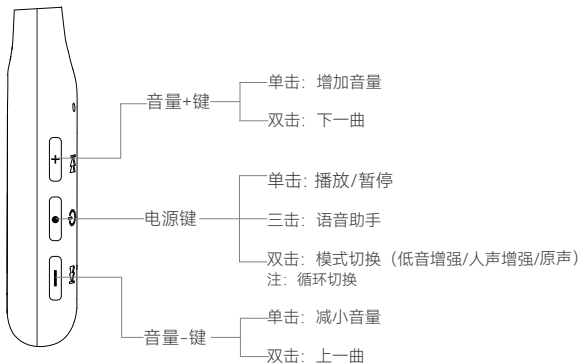 单击：增加音量
音量+键
双击：下一曲
单击：播放/暂停
电源键
三击：语音助手
双击：模式切换（低音增强/人声增强/原声）
注：循环切换
单击：减小音量
音量-键
双击：上一曲